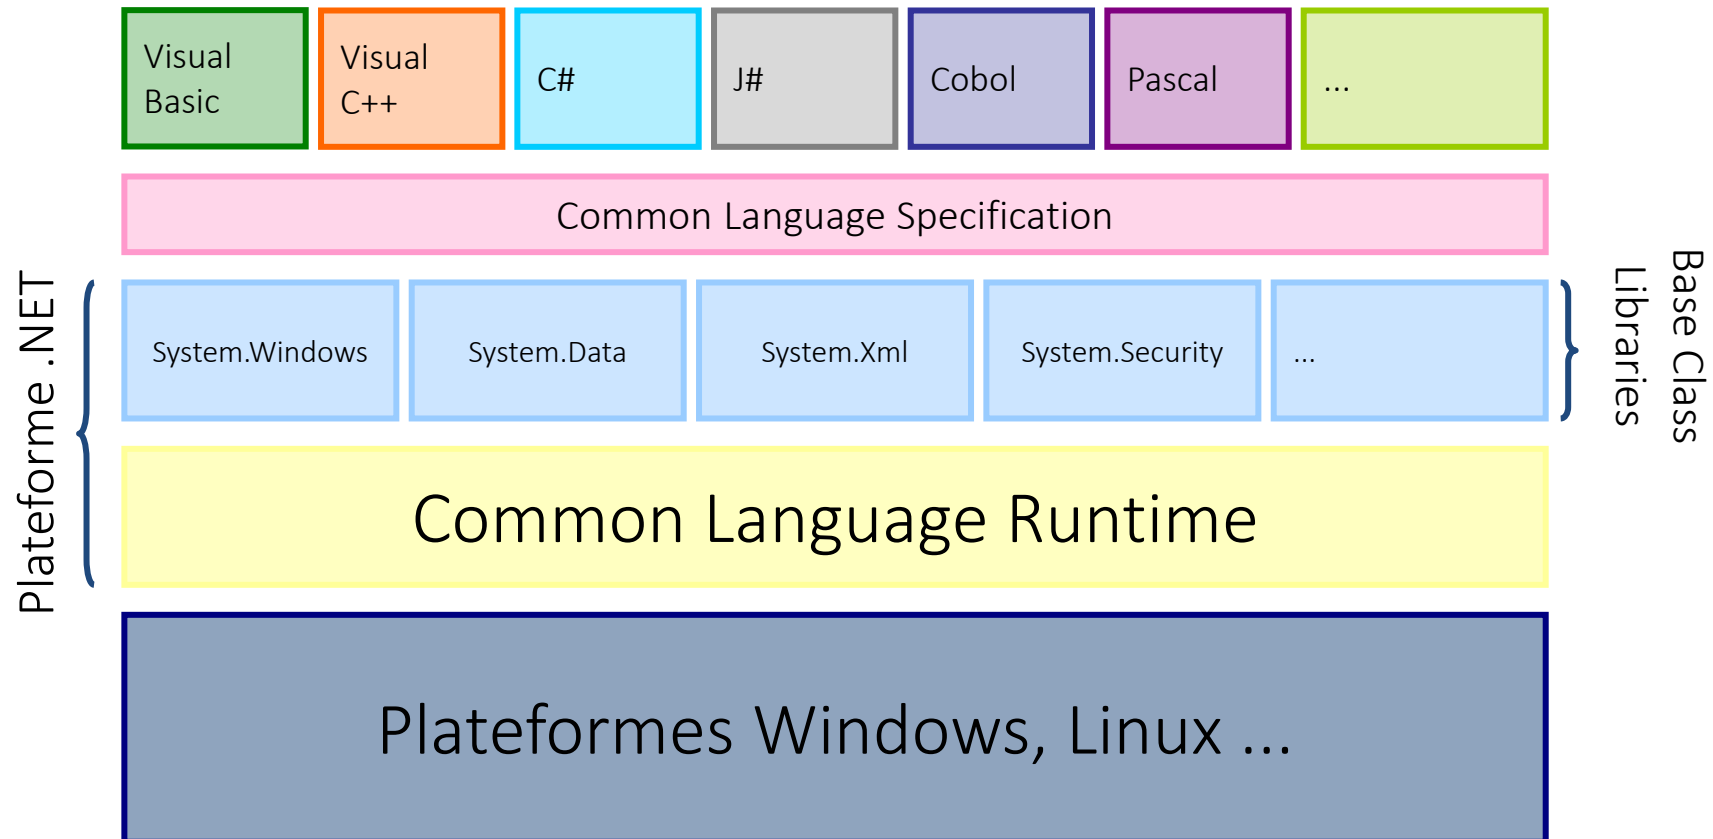 Visual
Basic
Visual
C++
C#
J#
Cobol
Pascal
...
Common Language Specification
Plateforme .NET
System.Windows
System.Data
System.Xml
System.Security
...
Base Class
Libraries
Common Language Runtime
Plateformes Windows, Linux ...